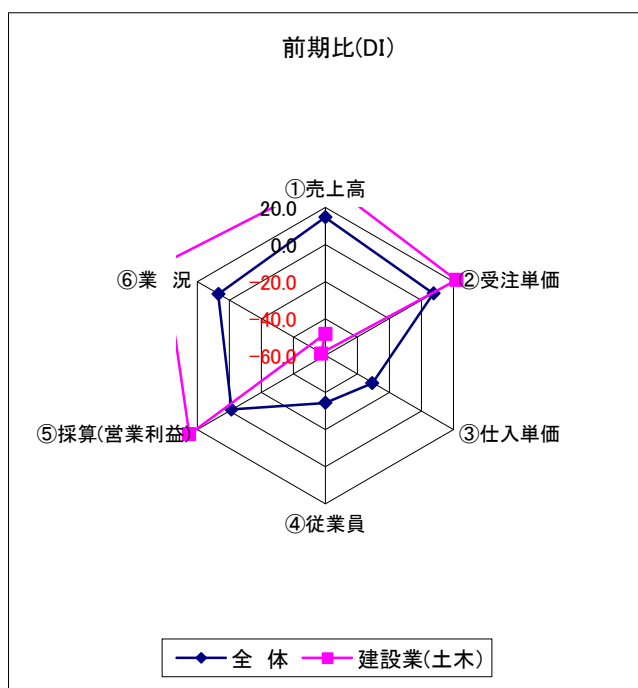 前期比(DI)
①売上高
20.0
0.0
-20.0
-40.0
-60.0
⑥業　況
②受注単価
⑤採算(営業利益)
③仕入単価
④従業員
全　体
建設業(土木)